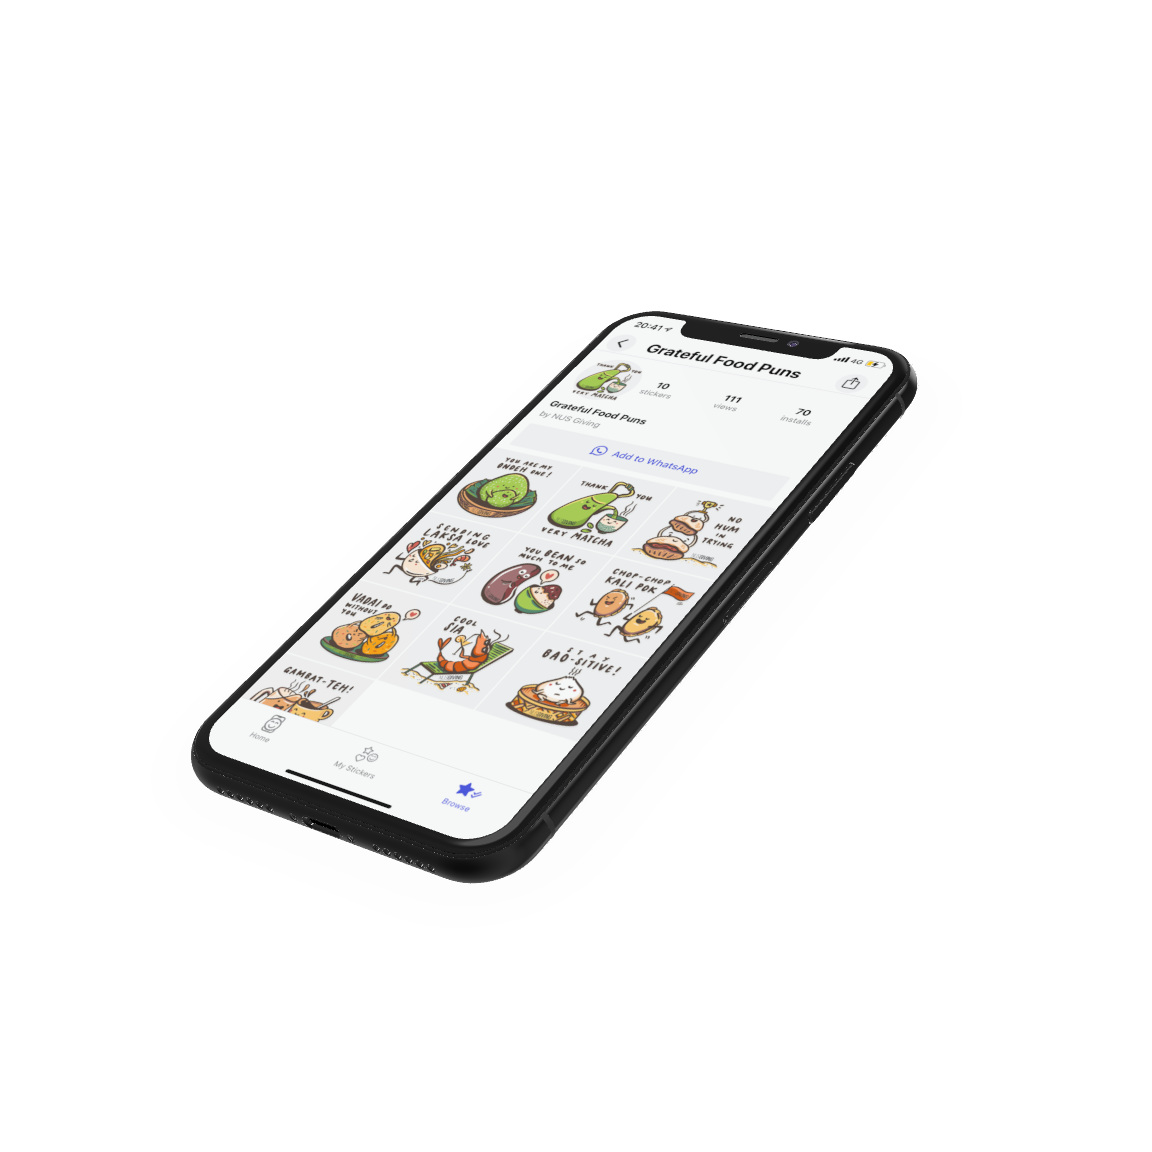 20:41
4G
Grateful Food Puns
THANK YOU
VERY MATCHA
10
stickers
111
views
70
installs
Grateful Food Puns
by NUS Giving
Add to WhatsApp
YOU ARE MY
ONDEH ONE!
THANK YOU
VERY MATCHA
NO
HUM
IN
TRYING
SENDING
LAKSA LOVE
YOU BEAN SO
MUCH TO ME
CHOP-CHOP
KALI POK
VADAI DO
WITHOUT
YOU
COOL
SIA
STAY
BAO-SITIVE!
GAMBAT-TEH!
Home
My Stickers
Browse